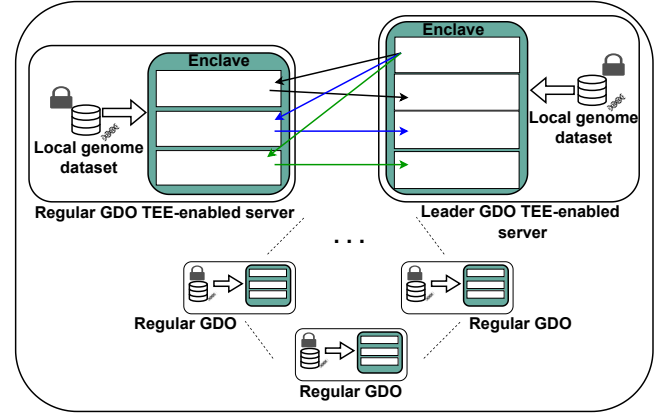 Enclave
Enclave
Local genome
dataset
Local genome
dataset
Regular GDO TEE-enabled server
Leader GDO TEE-enabled
server
. . .
Regular GDO
Regular GDO
Regular GDO